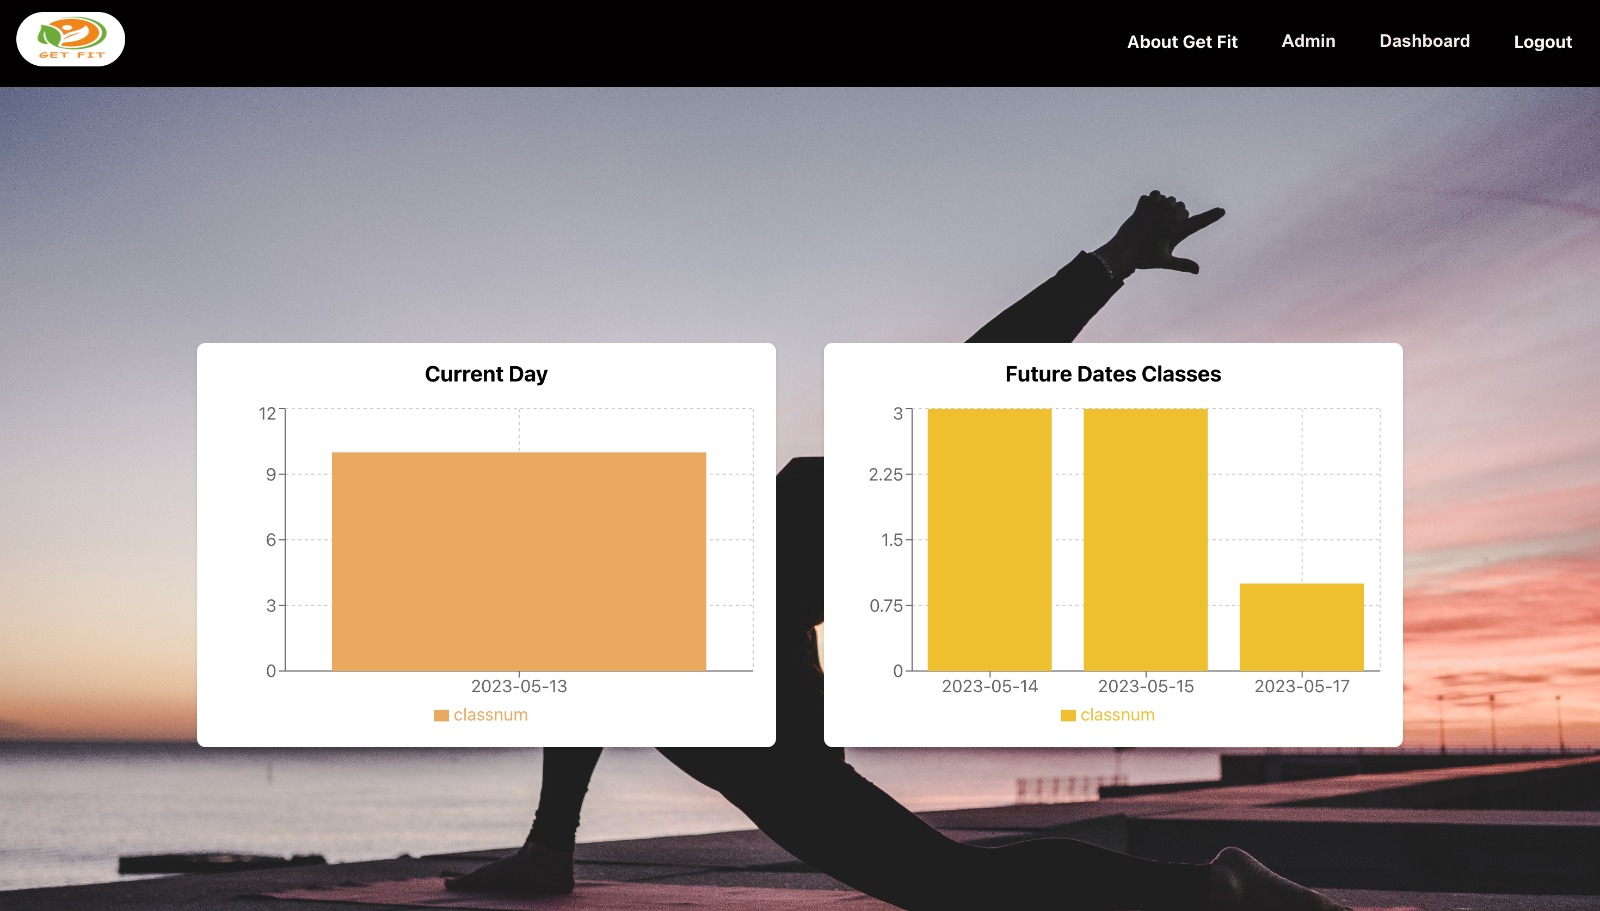 GET FIT
About Get Fit Admin Dashboard Logout
Current Day
12
9
6
3
0
2023-05-13
classnum
Future Dates Classes
3
2.25
1.5
0.75
0
2023-05-14 2023-05-15 2023-05-17
classnum